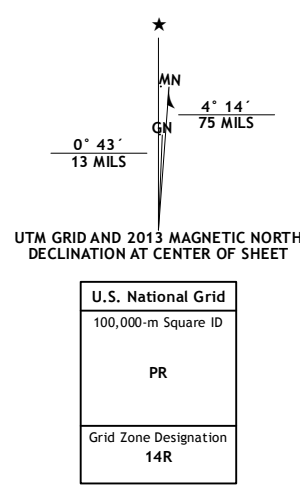 ★
MN
4° 14´
75 MILS
GN
0° 43´
13 MILS
UTM GRID AND 2013 MAGNETIC NORTH
DECLINATION AT CENTER OF SHEET
U.S. National Grid
100,000-m Square ID
PR
Grid Zone Designation
14R